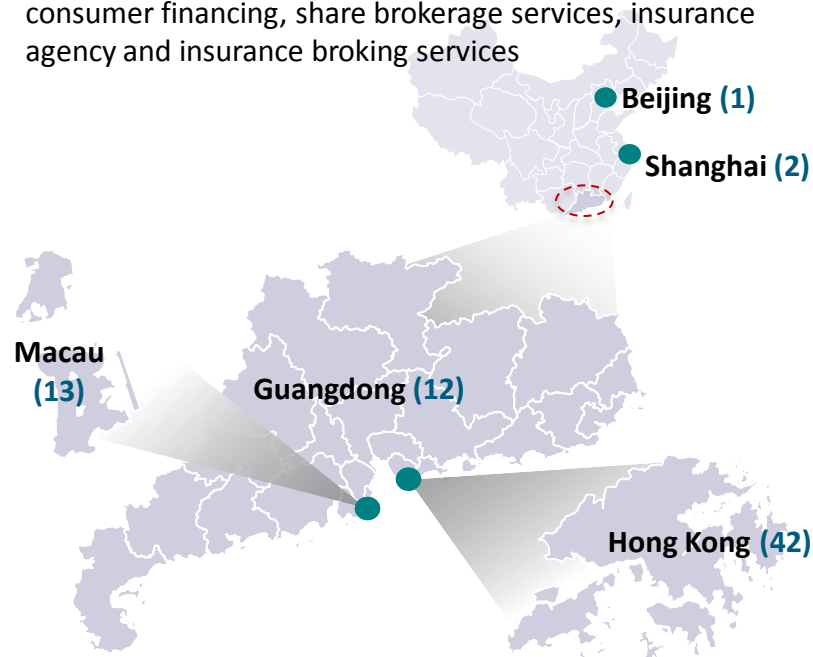 consumer financing, share brokerage services, insurance
agency and insurance broking services
Beijing (1)
Shanghai (2)
Macau
(13)
Guangdong (12)
Hong Kong (42)